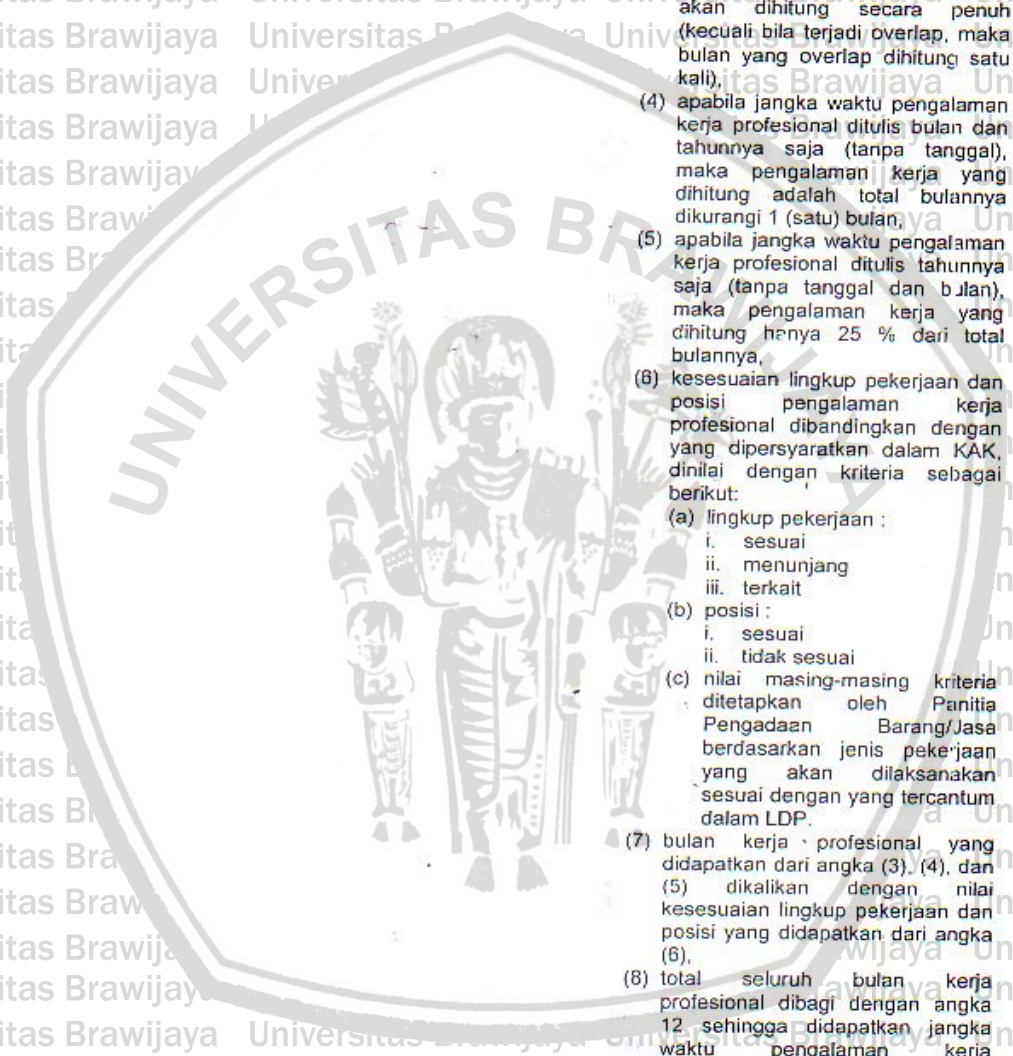 akan dihitung secara penuh
(kecuali bila terjadi overlap, maka
bulan yang overlap dihitung satu
kali),
(4) apabila jangka waktu pengalaman
kerja profesional ditulis bulan dan
tahunnya saja (tanpa tanggal),
maka pengalaman kerja yang
dihitung adalah total bulannya
dikurangi 1 (satu) bulan,
(5) apabila jangka waktu pengalaman
kerja profesional ditulis tahunnya
saja (tanpa tanggal dan bulan),
maka pengalaman kerja yang
dihitung hanya 25 % dari total
bulannya,
(6) kesesuaian lingkup pekerjaan dan
posisi pengalaman kerja
profesional dibandingkan dengan
yang dipersyaratkan dalam KAK,
dinilai dengan kriteria sebagai
berikut:
(a) lingkup pekerjaan :
i. sesuai
ii. menunjang
iii. terkait
(b) posisi :
i. sesuai
ii. tidak sesuai
(c) nilai masing-masing kriteria
ditetapkan oleh Panitia
Pengadaan Barang/Jasa
berdasarkan jenis pekerjaan
yang akan dilaksanakan
sesuai dengan yang tercantum
dalam LDP.
(7) bulan kerja profesional yang
didapatkan dari angka (3), (4), dan
(5) dikalikan dengan nilai
kesesuaian lingkup pekerjaan dan
posisi yang didapatkan dari angka
(6),
(8) total seluruh bulan kerja
profesional dibagi dengan angka
12 sehingga didapatkan jangka
waktu pengalaman kerja
UNIVERSITAS BRAWIJAYA